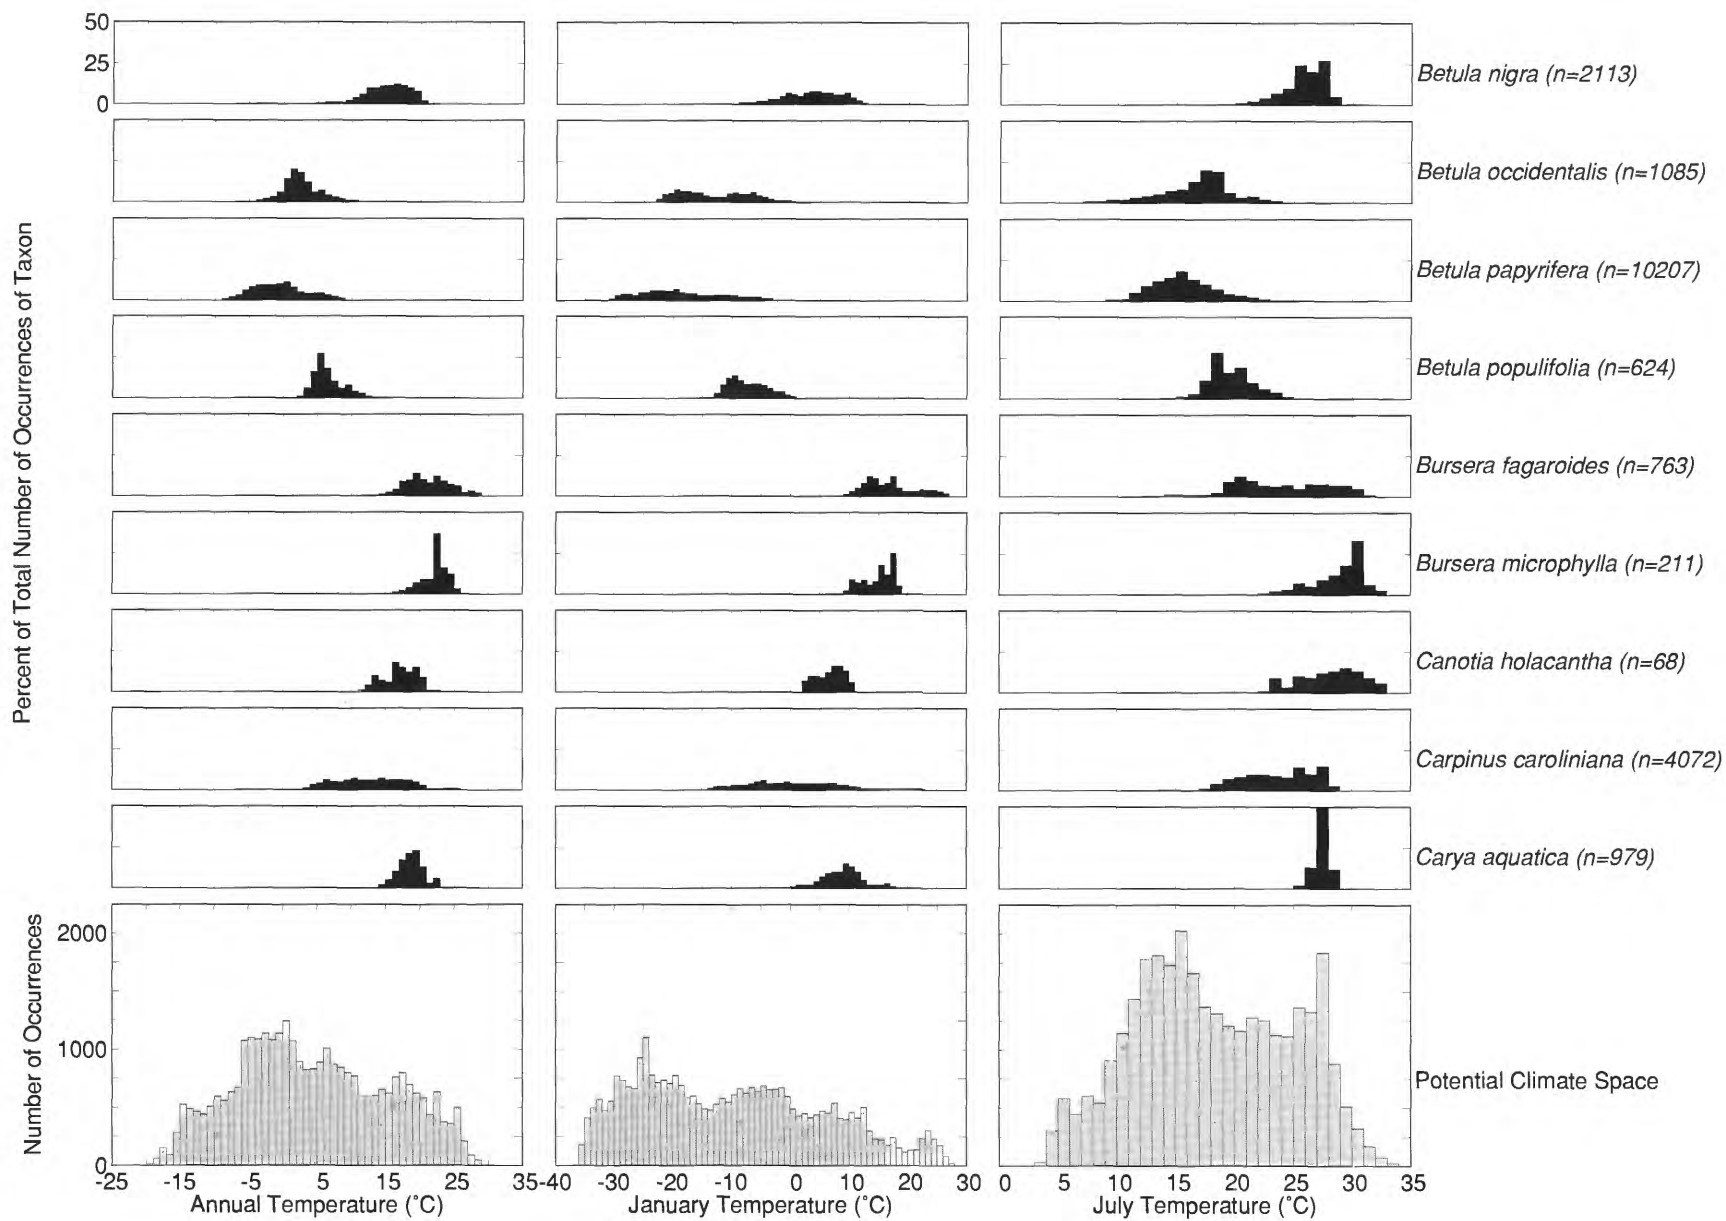 50
25
0
Betula nigra (n=2113)
Betula occidentalis (n=1085)
Betula papyrifera (n=10207)
Betula populifolia (n=624)
Bursera fagaroides (n=763)
Bursera microphylla (n=211)
Canotia holacantha (n=68)
Carpinus caroliniana (n=4072)
Carya aquatica (n=979)
Percent of Total Number of Occurrences of Taxon
Number of Occurrences
2000
1000
0
Potential Climate Space
-25 -5 5 15 25 35
-40 -30 -20 -10 0 10 20 30
0 5 10 15 20 25 30 35
-15
Annual Temperature (°C)
January Temperature (°C)
July Temperature (°C)